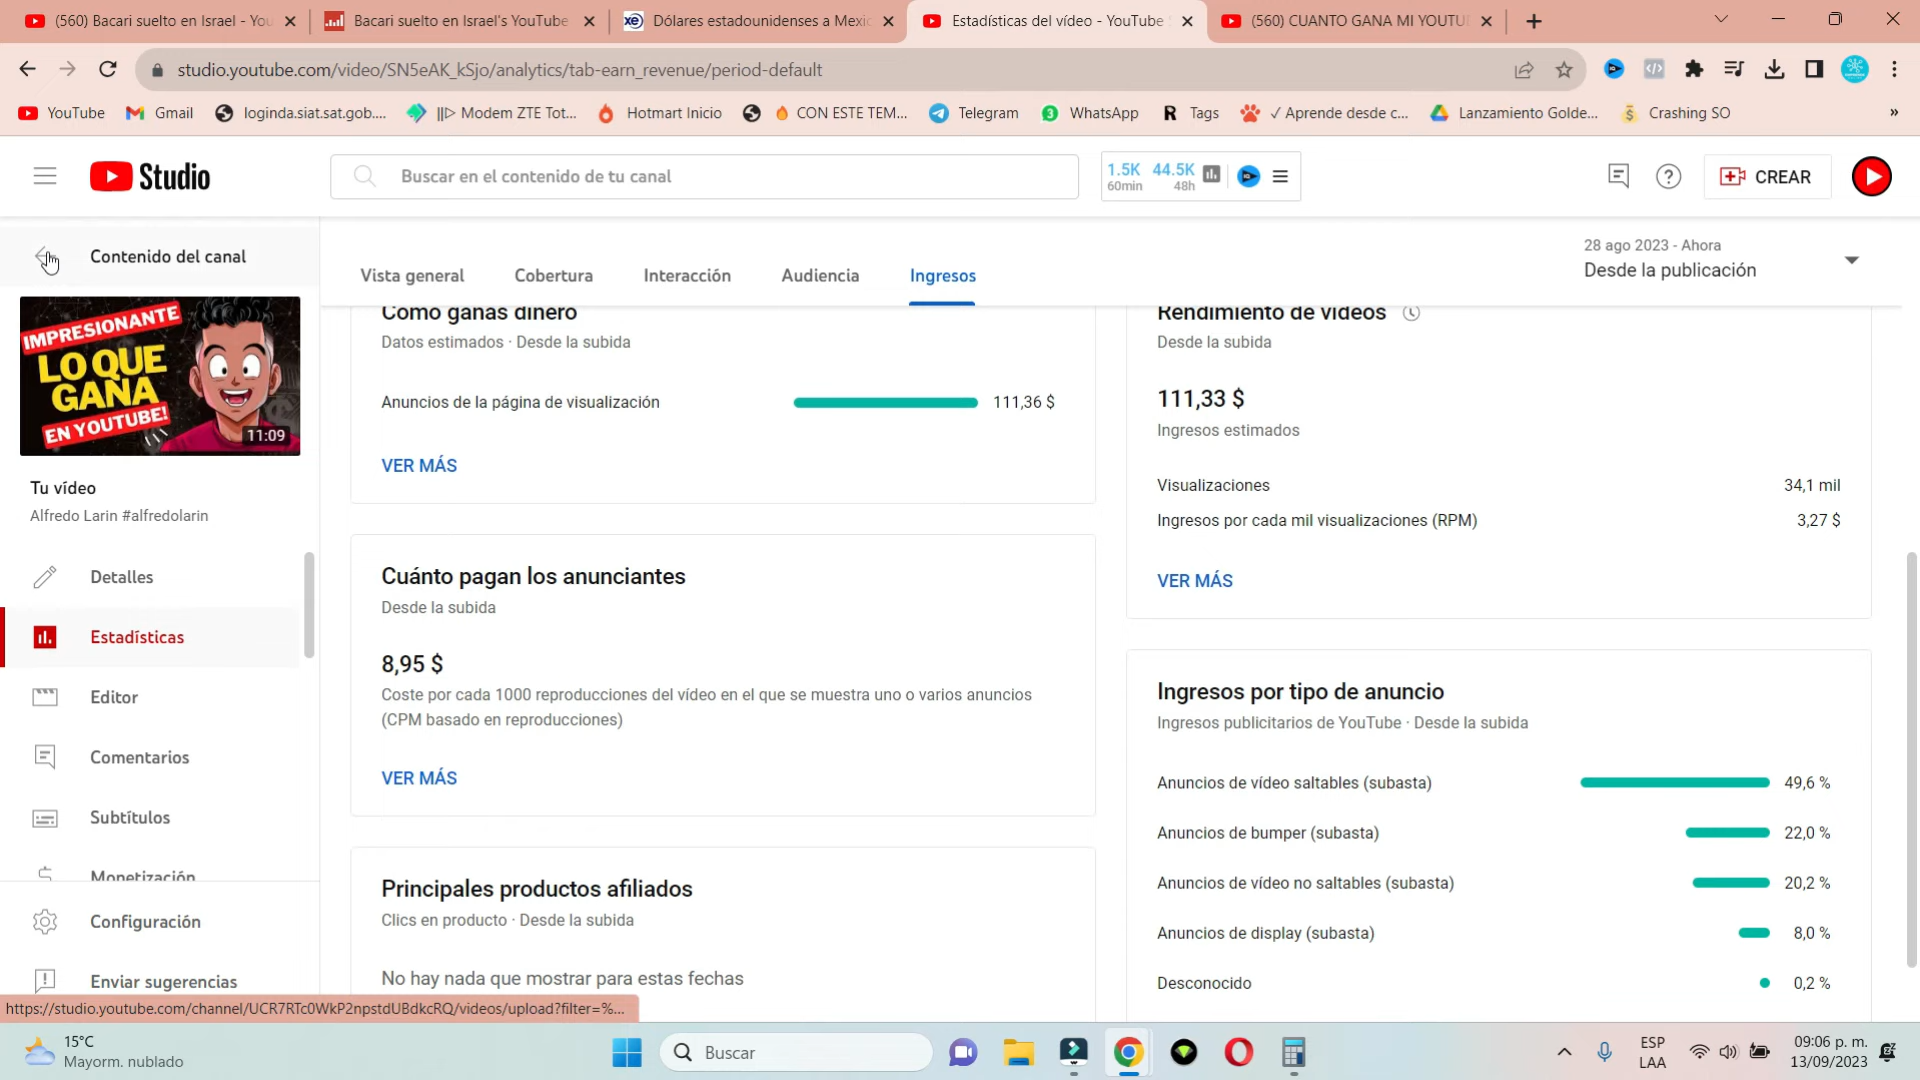 (560) Bacari suelto en Israel - You
Bacari suelto en Israel's YouTube
Dólares estadounidenses a Mexic
Estadísticas del vídeo - YouTube S
(560) CUANTO GANA MI YOUTU
studio.youtube.com/video/SN5eAK_kSjo/analytics/tab-earn_revenue/period-default
YouTube
Gmail
loginda.siat.sat.gob....
||▷ Modem ZTE Tot...
Hotmart Inicio
CON ESTE TEM...
Telegram
WhatsApp
Tags
✓ Aprende desde c...
Lanzamiento Golde...
Crashing SO
»
Studio
Buscar en el contenido de tu canal
1.5K 44.5K
60min 48h
CREAR
Contenido del canal
Vista general
Cobertura
Interacción
Audiencia
Ingresos
28 ago 2023 - Ahora
Desde la publicación
IMPRESIONANTE
LO QUE
GANA
EN YOUTUBE!
11:09
Tu vídeo
Alfredo Larin #alfredolarin
Detalles
Estadísticas
Editor
Comentarios
Subtítulos
Monetización
Configuración
Enviar sugerencias
Cómo ganas dinero
Datos estimados · Desde la subida
Anuncios de la página de visualización 111,36 $
VER MÁS
Cuánto pagan los anunciantes
Desde la subida
8,95 $
Coste por cada 1000 reproducciones del vídeo en el que se muestra uno o varios anuncios
(CPM basado en reproducciones)
VER MÁS
Principales productos afiliados
Clics en producto · Desde la subida
No hay nada que mostrar para estas fechas
Rendimiento de vídeos
Desde la subida
111,33 $
Ingresos estimados
Visualizaciones 34,1 mil
Ingresos por cada mil visualizaciones (RPM) 3,27 $
VER MÁS
Ingresos por tipo de anuncio
Ingresos publicitarios de YouTube · Desde la subida
Anuncios de vídeo saltables (subasta) 49,6 %
Anuncios de bumper (subasta) 22,0 %
Anuncios de vídeo no saltables (subasta) 20,2 %
Anuncios de display (subasta) 8,0 %
Desconocido 0,2 %
https://studio.youtube.com/channel/UCR7RTc0WkP2npstdUBdkcRQ/videos/upload?filter=%...
15°C
Mayorm. nublado
Buscar
ESP
LAA
09:06 p. m.
13/09/2023